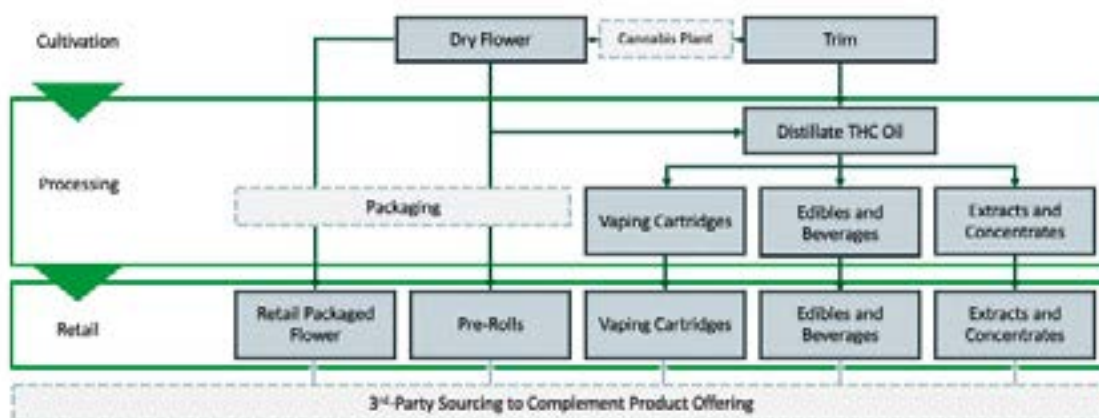 Cultivation
Dry Flower
Cannabis Plant
Trim
Distillate THC Oil
Processing
Packaging
Vaping Cartridges
Edibles and
Beverages
Extracts and
Concentrates
Retail
Retail Packaged
Flower
Pre-Rolls
Vaping Cartridges
Edibles and
Beverages
Extracts and
Concentrates
3rd-Party Sourcing to Complement Product Offering